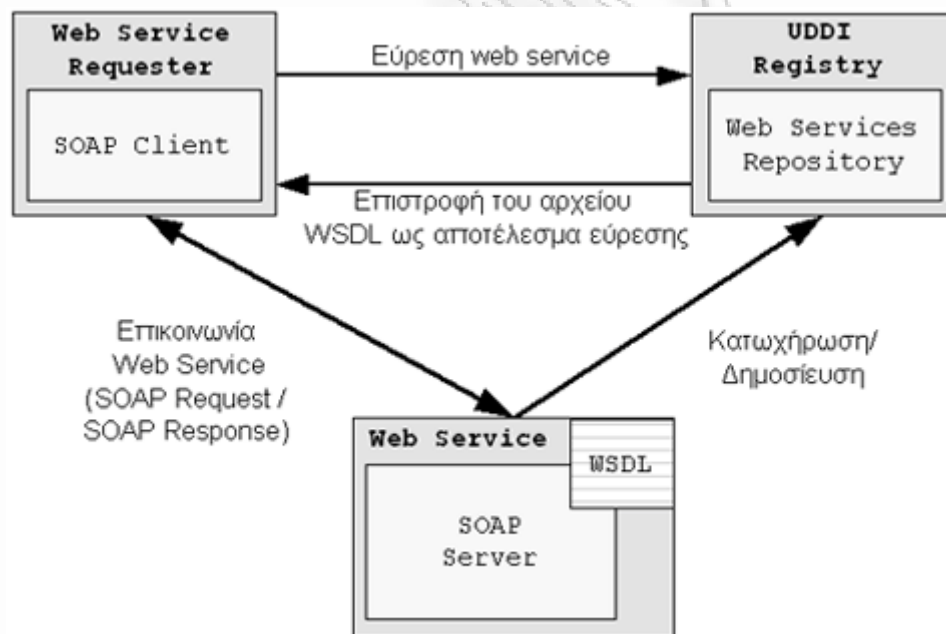 Web Service
Requester
SOAP Client
Εύρεση web service
UDDI
Registry
Web Services
Repository
Επιστροφή του αρχείου
WSDL ως αποτέλεσμα εύρεσης
Επικοινωνία
Web Service
(SOAP Request /
SOAP Response)
Κατωχήρωση/
Δημοσίευση
Web Service
WSDL
SOAP
Server